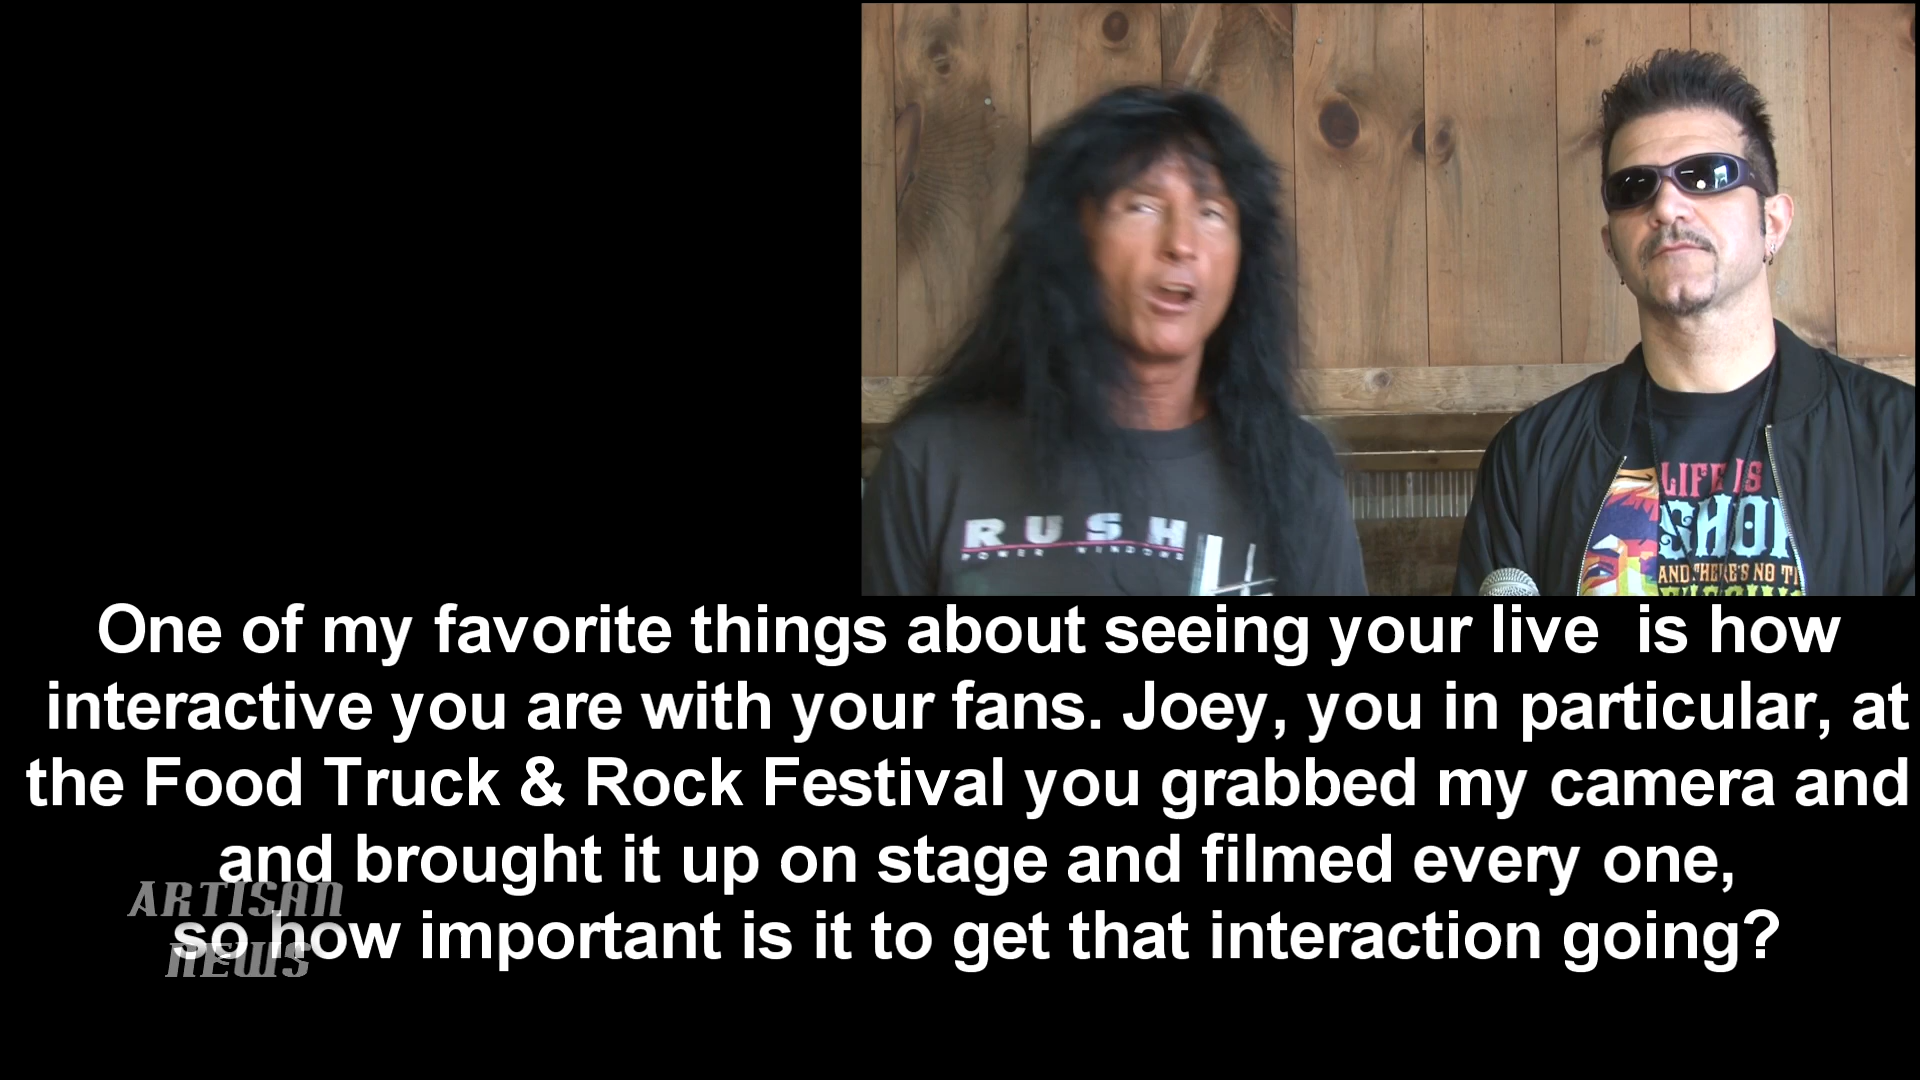 RUSH
POWER WINDOWS
LIFE IS
SHO
AND THERE'S NO T
One of my favorite things about seeing your live is how
interactive you are with your fans. Joey, you in particular, at
the Food Truck & Rock Festival you grabbed my camera and
and brought it up on stage and filmed every one,
so how important is it to get that interaction going?
ARTISAN
NEWS